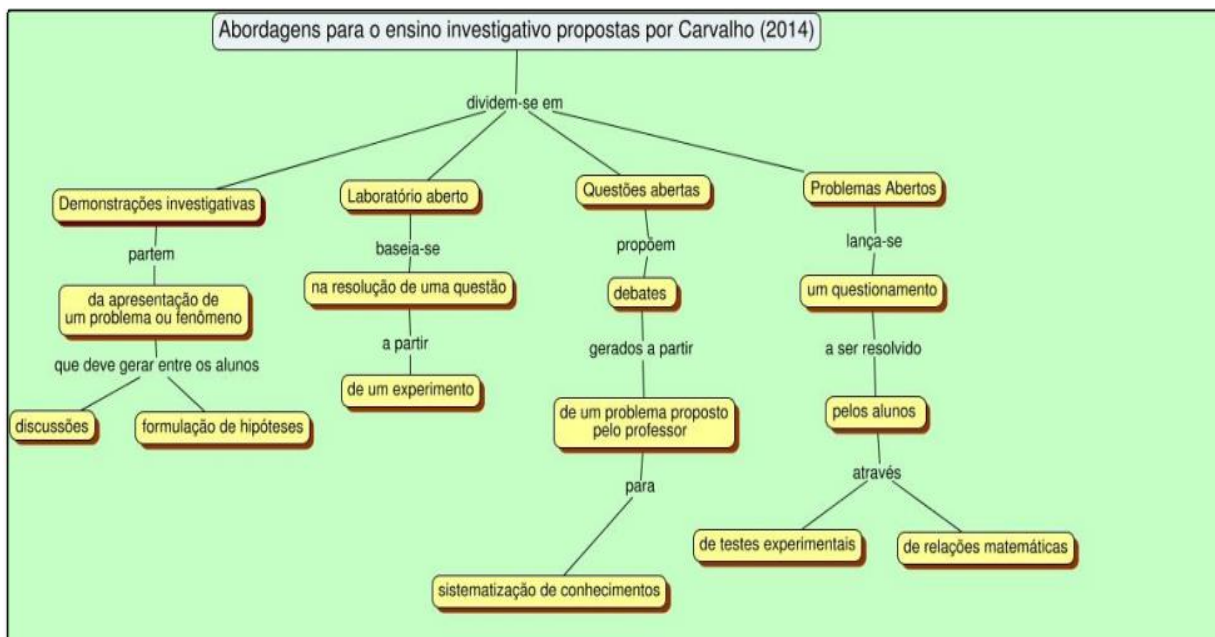 Abordagens para o ensino investigativo propostas por Carvalho (2014)
dividem-se em
Demonstrações investigativas
partem
da apresentação de
um problema ou fenômeno
que deve gerar entre os alunos
discussões
formulação de hipóteses
Laboratório aberto
baseia-se
na resolução de uma questão
a partir
de um experimento
Questões abertas
propõem
debates
gerados a partir
de um problema proposto
pelo professor
para
sistematização de conhecimentos
Problemas Abertos
lança-se
um questionamento
a ser resolvido
pelos alunos
através
de testes experimentais
de relações matemáticas